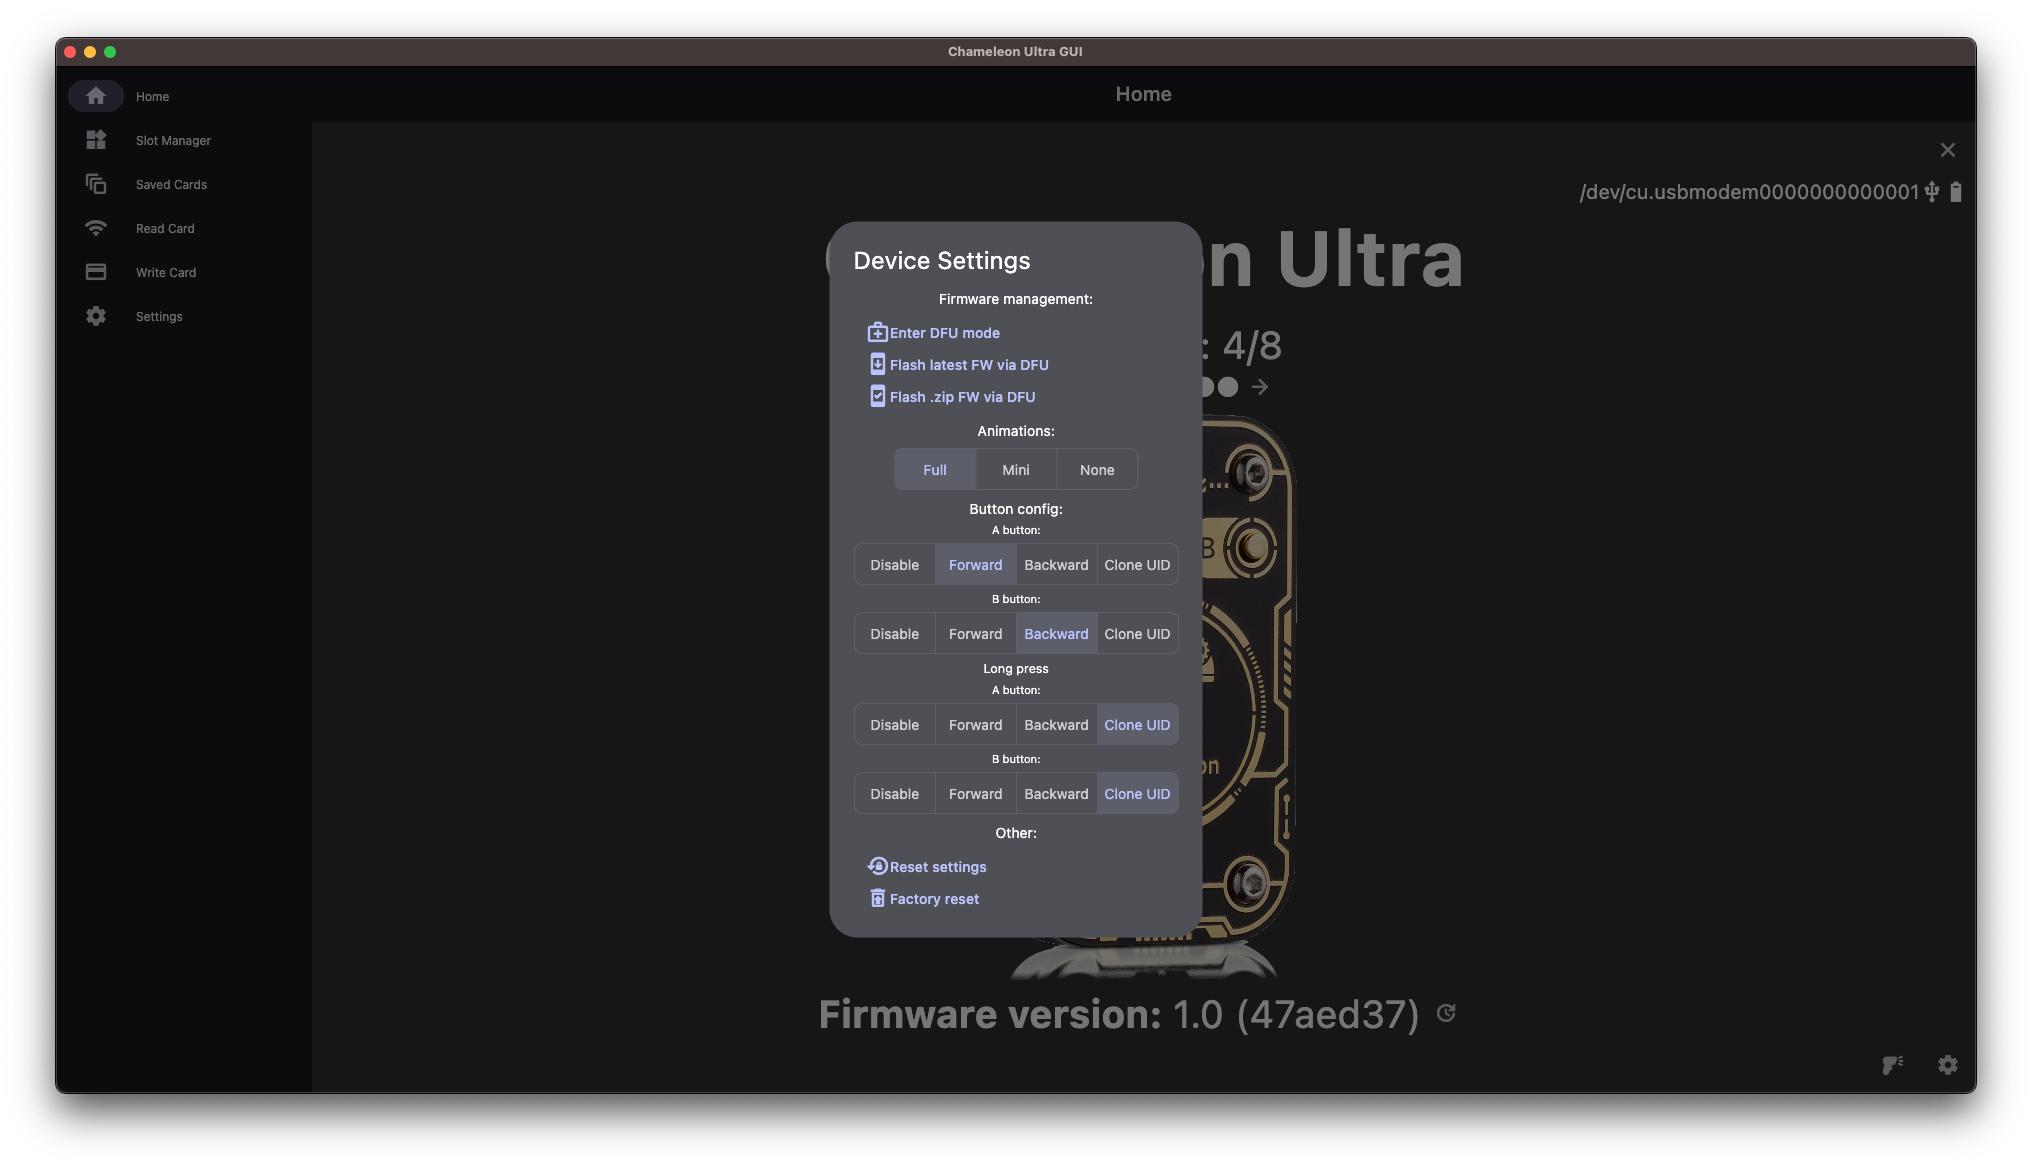 Chameleon Ultra GUI
Home
Home
Slot Manager
Saved Cards
Read Card
Write Card
Settings
/dev/cu.usbmodem0000000000001
n Ultra
: 4/8
Device Settings
Firmware management:
Enter DFU mode
Flash latest FW via DFU
Flash .zip FW via DFU
Animations:
Full Mini None
Button config:
A button:
Disable Forward Backward Clone UID
B button:
Disable Forward Backward Clone UID
Long press
A button:
Disable Forward Backward Clone UID
B button:
Disable Forward Backward Clone UID
Other:
Reset settings
Factory reset
B
on
Firmware version: 1.0 (47aed37)